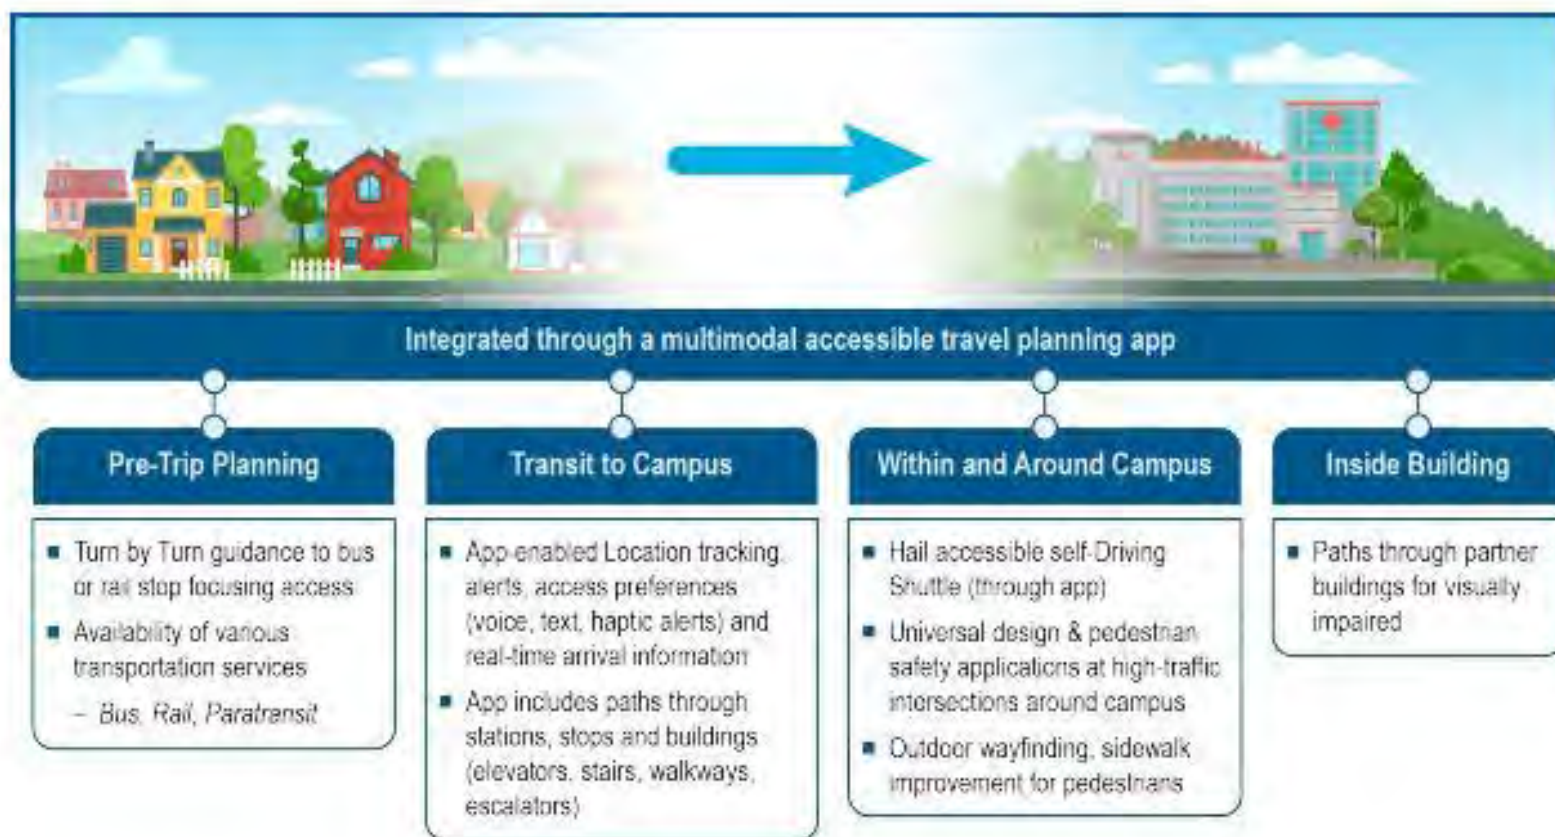 Integrated through a multimodal accessible travel planning app
Pre-Trip Planning
Turn by Turn guidance to bus
or rail stop focusing access
Availability of various
transportation services
– Bus, Rail, Paratransit
Transit to Campus
App-enabled Location tracking,
alerts, access preferences
(voice, text, haptic alerts) and
real-time arrival information
App includes paths through
stations, stops and buildings
(elevators, stairs, walkways,
escalators)
Within and Around Campus
Hail accessible self-Driving
Shuttle (through app)
Universal design & pedestrian
safety applications at high-traffic
intersections around campus
Outdoor wayfinding, sidewalk
improvement for pedestrians
Inside Building
Paths through partner
buildings for visually
impaired